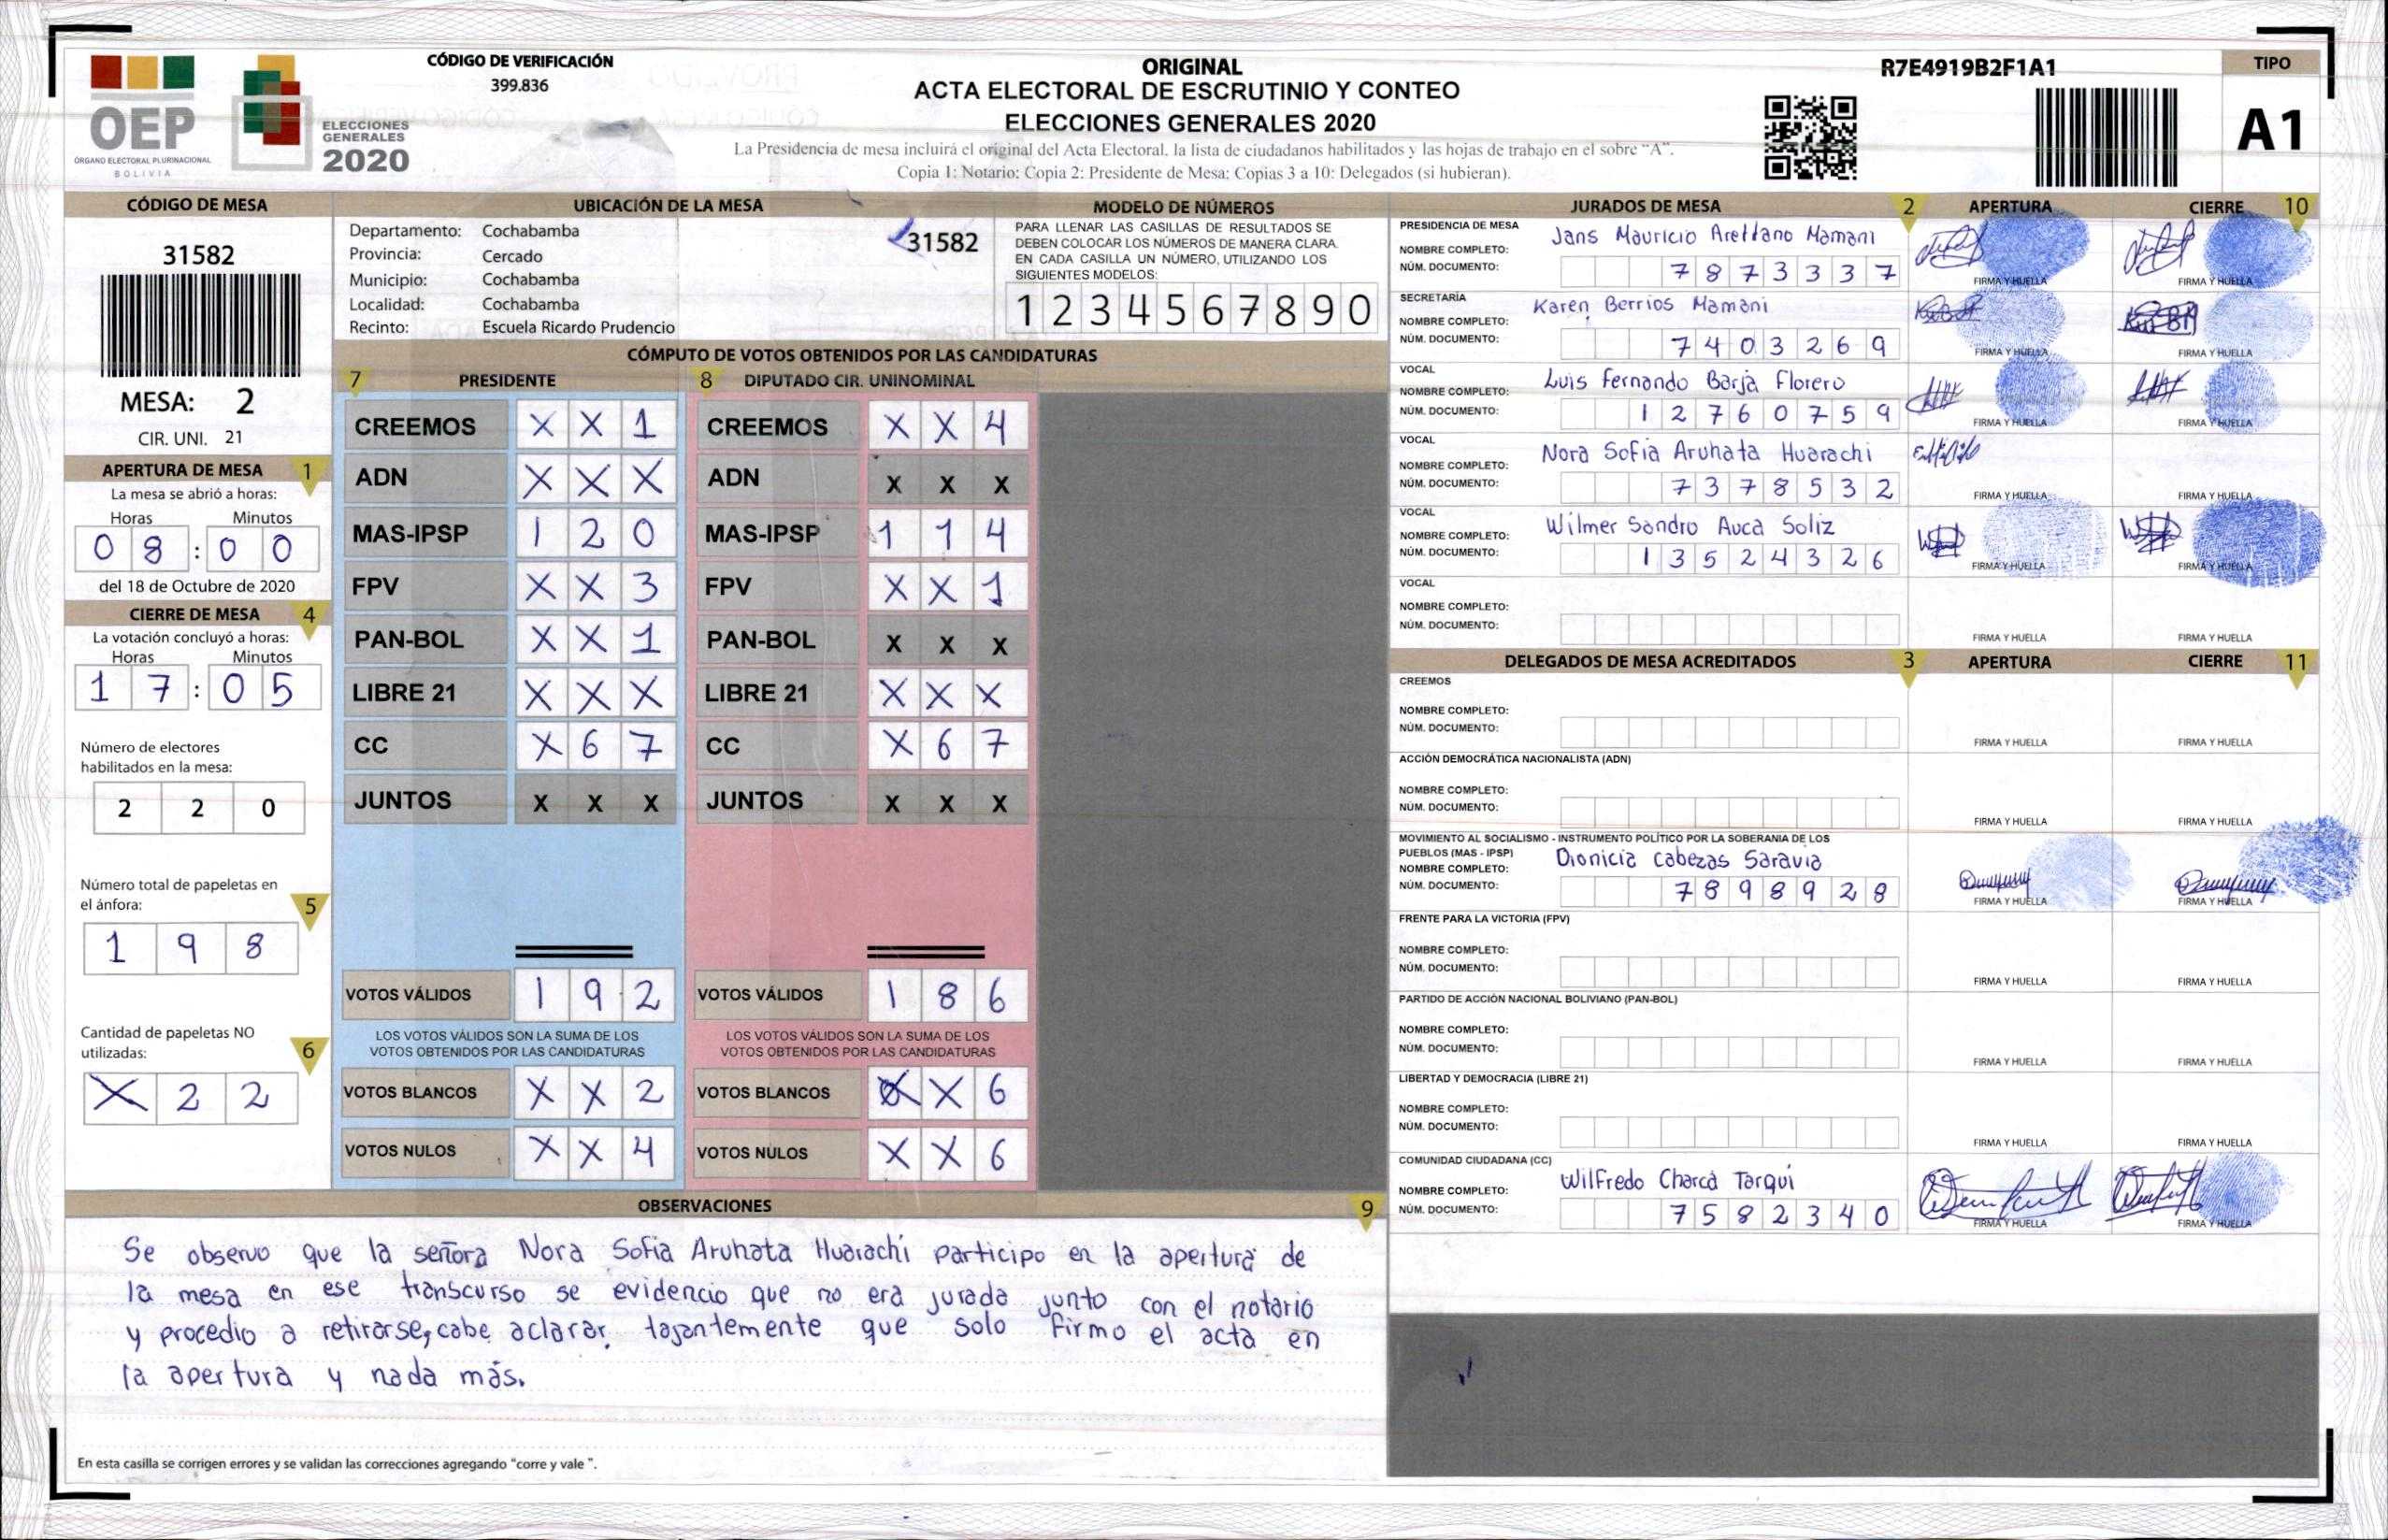 CÓDIGO DE VERIFICACIÓN
399.836
ORIGINAL
ACTA ELECTORAL DE ESCRUTINIO Y CONTEO
ELECCIONES GENERALES 2020
La Presidencia de mesa incluirá el original del Acta Electoral, la lista de ciudadanos habilitados y las hojas de trabajo en el sobre "A".
Copia 1: Notario; Copia 2: Presidente de Mesa; Copias 3 a 10: Delegados (si hubieran).
R7E4919B2F1A1
TIPO
A1
OEP
ÓRGANO ELECTORAL PLURINACIONAL
BOLIVIA
ELECCIONES
GENERALES
2020
CÓDIGO DE MESA
31582
MESA: 2
CIR. UNI. 21
APERTURA DE MESA 1
La mesa se abrió a horas:
Horas Minutos
0 8 : 0 0
del 18 de Octubre de 2020
CIERRE DE MESA 4
La votación concluyó a horas:
Horas Minutos
1 7 : 0 5
Número de electores
habilitados en la mesa:
2 2 0
Número total de papeletas en
el ánfora: 5
1 9 8
Cantidad de papeletas NO
utilizadas: 6
X 2 2
UBICACIÓN DE LA MESA
Departamento: Cochabamba
Provincia: Cercado
Municipio: Cochabamba
Localidad: Cochabamba
Recinto: Escuela Ricardo Prudencio
31582
MODELO DE NÚMEROS
PARA LLENAR LAS CASILLAS DE RESULTADOS SE
DEBEN COLOCAR LOS NÚMEROS DE MANERA CLARA.
EN CADA CASILLA UN NÚMERO, UTILIZANDO LOS
SIGUIENTES MODELOS:
1 2 3 4 5 6 7 8 9 0
CÓMPUTO DE VOTOS OBTENIDOS POR LAS CANDIDATURAS
7 PRESIDENTE
CREEMOS X X 1
ADN X X X
MAS-IPSP 1 2 0
FPV X X 3
PAN-BOL X X 1
LIBRE 21 X X X
CC X 6 7
JUNTOS X X X
VOTOS VÁLIDOS 1 9 2
LOS VOTOS VÁLIDOS SON LA SUMA DE LOS
VOTOS OBTENIDOS POR LAS CANDIDATURAS
VOTOS BLANCOS X X 2
VOTOS NULOS X X 4
8 DIPUTADO CIR. UNINOMINAL
CREEMOS X X 4
ADN X X X
MAS-IPSP 1 1 4
FPV X X 1
PAN-BOL X X X
LIBRE 21 X X X
CC X 6 7
JUNTOS X X X
VOTOS VÁLIDOS 1 8 6
LOS VOTOS VÁLIDOS SON LA SUMA DE LOS
VOTOS OBTENIDOS POR LAS CANDIDATURAS
VOTOS BLANCOS X X 6
VOTOS NULOS X X 6
OBSERVACIONES 9
Se observo que la señora Nora Sofia Aruhata Huarachi participo en la apertura de
la mesa en ese transcurso se evidencio que no era jurada junto con el notario
y procedio a retirarse, cabe aclarar tajantemente que solo firmo el acta en
la apertura y nada más.
En esta casilla se corrigen errores y se validan las correcciones agregando "corre y vale ".
JURADOS DE MESA 2 APERTURA CIERRE 10
PRESIDENCIA DE MESA
NOMBRE COMPLETO: Jans Mauricio Arellano Mamani
NÚM. DOCUMENTO: 7 8 7 3 3 3 7
FIRMA Y HUELLA FIRMA Y HUELLA
SECRETARÍA
NOMBRE COMPLETO: Karen Berrios Mamani
NÚM. DOCUMENTO: 7 4 0 3 2 6 9
FIRMA Y HUELLA FIRMA Y HUELLA
VOCAL
NOMBRE COMPLETO: Luis Fernando Barja Florero
NÚM. DOCUMENTO: 1 2 7 6 0 7 5 9
FIRMA Y HUELLA FIRMA Y HUELLA
VOCAL
NOMBRE COMPLETO: Nora Sofia Aruhata Huarachi
NÚM. DOCUMENTO: 7 3 7 8 5 3 2
FIRMA Y HUELLA FIRMA Y HUELLA
VOCAL
NOMBRE COMPLETO: Wilmer Sandro Auca Soliz
NÚM. DOCUMENTO: 1 3 5 2 4 3 2 6
FIRMA Y HUELLA FIRMA Y HUELLA
VOCAL
NOMBRE COMPLETO:
NÚM. DOCUMENTO:
FIRMA Y HUELLA FIRMA Y HUELLA
DELEGADOS DE MESA ACREDITADOS 3 APERTURA CIERRE 11
CREEMOS
NOMBRE COMPLETO:
NÚM. DOCUMENTO:
FIRMA Y HUELLA FIRMA Y HUELLA
ACCIÓN DEMOCRÁTICA NACIONALISTA (ADN)
NOMBRE COMPLETO:
NÚM. DOCUMENTO:
FIRMA Y HUELLA FIRMA Y HUELLA
MOVIMIENTO AL SOCIALISMO - INSTRUMENTO POLÍTICO POR LA SOBERANIA DE LOS
PUEBLOS (MAS - IPSP)
NOMBRE COMPLETO: Dionicia Cabezas Saravia
NÚM. DOCUMENTO: 7 8 9 8 9 2 8
FIRMA Y HUELLA FIRMA Y HUELLA
FRENTE PARA LA VICTORIA (FPV)
NOMBRE COMPLETO:
NÚM. DOCUMENTO:
FIRMA Y HUELLA FIRMA Y HUELLA
PARTIDO DE ACCIÓN NACIONAL BOLIVIANO (PAN-BOL)
NOMBRE COMPLETO:
NÚM. DOCUMENTO:
FIRMA Y HUELLA FIRMA Y HUELLA
LIBERTAD Y DEMOCRACIA (LIBRE 21)
NOMBRE COMPLETO:
NÚM. DOCUMENTO:
FIRMA Y HUELLA FIRMA Y HUELLA
COMUNIDAD CIUDADANA (CC)
NOMBRE COMPLETO: Wilfredo Charca Tarqui
NÚM. DOCUMENTO: 7 5 8 2 3 4 0
FIRMA Y HUELLA FIRMA Y HUELLA